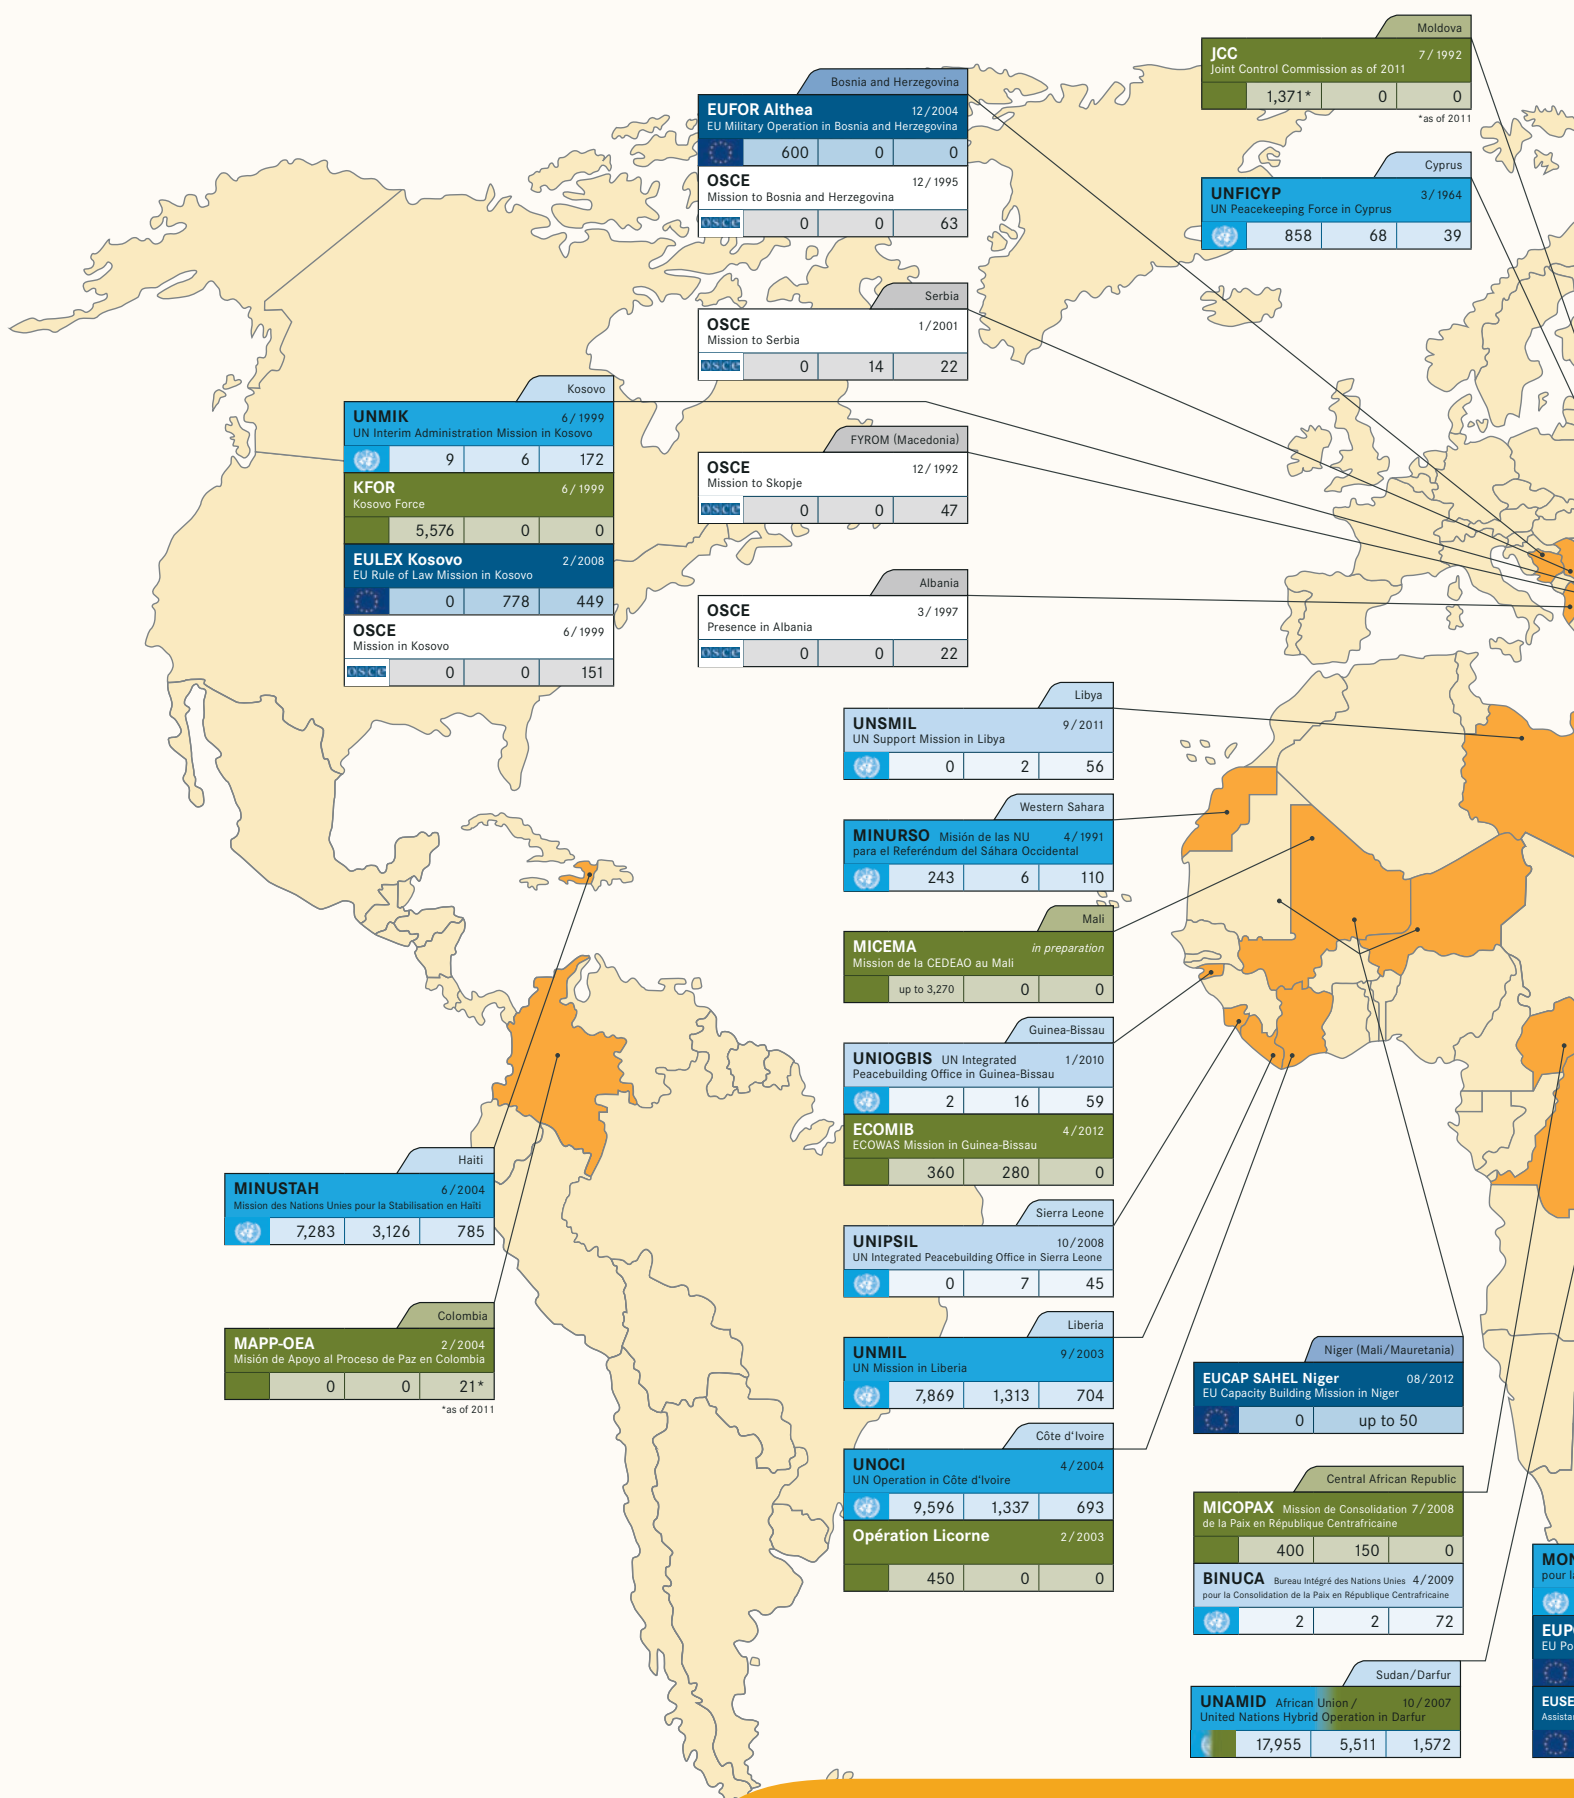 Moldova
JCC 7/1992
Joint Control Commission as of 2011
1,371* 0 0
*as of 2011
Bosnia and Herzegovina
EUFOR Althea 12/2004
EU Military Operation in Bosnia and Herzegovina
600 0 0
OSCE 12/1995
Mission to Bosnia and Herzegovina
osce 0 0 63
Cyprus
UNFICYP 3/1964
UN Peacekeeping Force in Cyprus
858 68 39
Serbia
OSCE 1/2001
Mission to Serbia
osce 0 14 22
Kosovo
UNMIK 6/1999
UN Interim Administration Mission in Kosovo
9 6 172
KFOR 6/1999
Kosovo Force
5,576 0 0
EULEX Kosovo 2/2008
EU Rule of Law Mission in Kosovo
0 778 449
OSCE 6/1999
Mission in Kosovo
osce 0 0 151
FYROM (Macedonia)
OSCE 12/1992
Mission to Skopje
osce 0 0 47
Albania
OSCE 3/1997
Presence in Albania
osce 0 0 22
Libya
UNSMIL 9/2011
UN Support Mission in Libya
0 2 56
Western Sahara
MINURSO Misión de las NU 4/1991
para el Referéndum del Sáhara Occidental
243 6 110
Mali
MICEMA in preparation
Mission de la CEDEAO au Mali
up to 3,270 0 0
Guinea-Bissau
UNIOGBIS UN Integrated 1/2010
Peacebuilding Office in Guinea-Bissau
2 16 59
ECOMIB 4/2012
ECOWAS Mission in Guinea-Bissau
360 280 0
Haiti
MINUSTAH 6/2004
Mission des Nations Unies pour la Stabilisation en Haïti
7,283 3,126 785
Sierra Leone
UNIPSIL 10/2008
UN Integrated Peacebuilding Office in Sierra Leone
0 7 45
Colombia
MAPP-OEA 2/2004
Misión de Apoyo al Proceso de Paz en Colombia
0 0 21*
*as of 2011
Liberia
UNMIL 9/2003
UN Mission in Liberia
7,869 1,313 704
Niger (Mali/Mauretania)
EUCAP SAHEL Niger 08/2012
EU Capacity Building Mission in Niger
0 up to 50
Côte d'Ivoire
UNOCI 4/2004
UN Operation in Côte d'Ivoire
9,596 1,337 693
Opération Licorne 2/2003
450 0 0
Central African Republic
MICOPAX Mission de Consolidation 7/2008
de la Paix en République Centrafricaine
400 150 0
BINUCA Bureau Intégré des Nations Unies 4/2009
pour la Consolidation de la Paix en République Centrafricaine
2 2 72
Sudan/Darfur
UNAMID African Union / 10/2007
United Nations Hybrid Operation in Darfur
17,955 5,511 1,572
MON
pour la
EUP
EU Po
EUSE
Assista